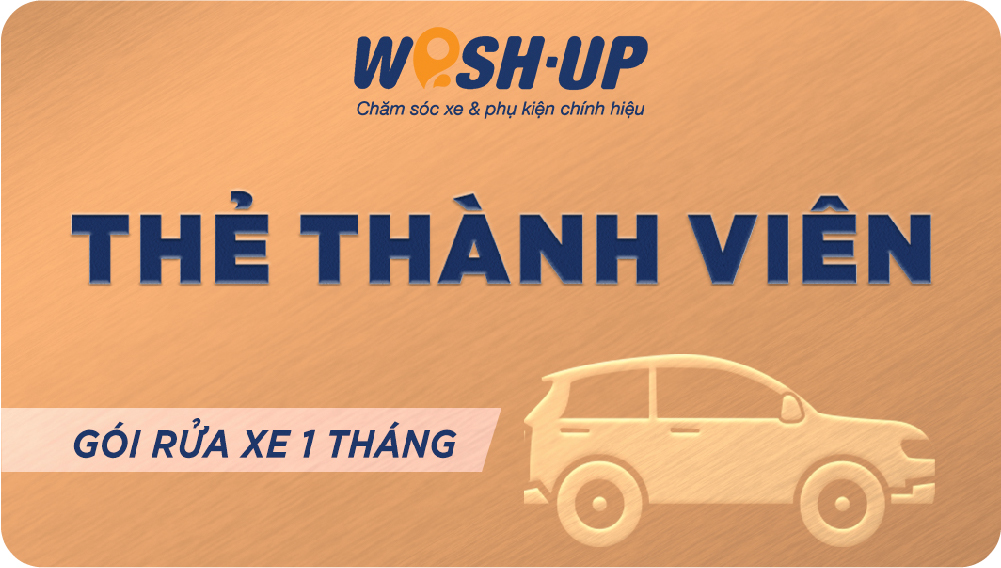 WASH·UP
Chăm sóc xe & phụ kiện chính hiệu
THẺ THÀNH VIÊN
GÓI RỬA XE 1 THÁNG